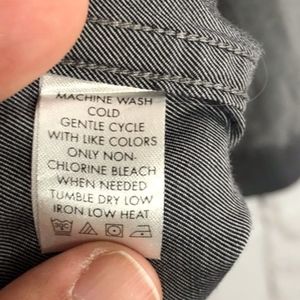 MACHINE WASH
COLD
GENTLE CYCLE
WITH LIKE COLORS
ONLY NON-
CHLORINE BLEACH
WHEN NEEDED
TUMBLE DRY LOW
IRON LOW HEAT